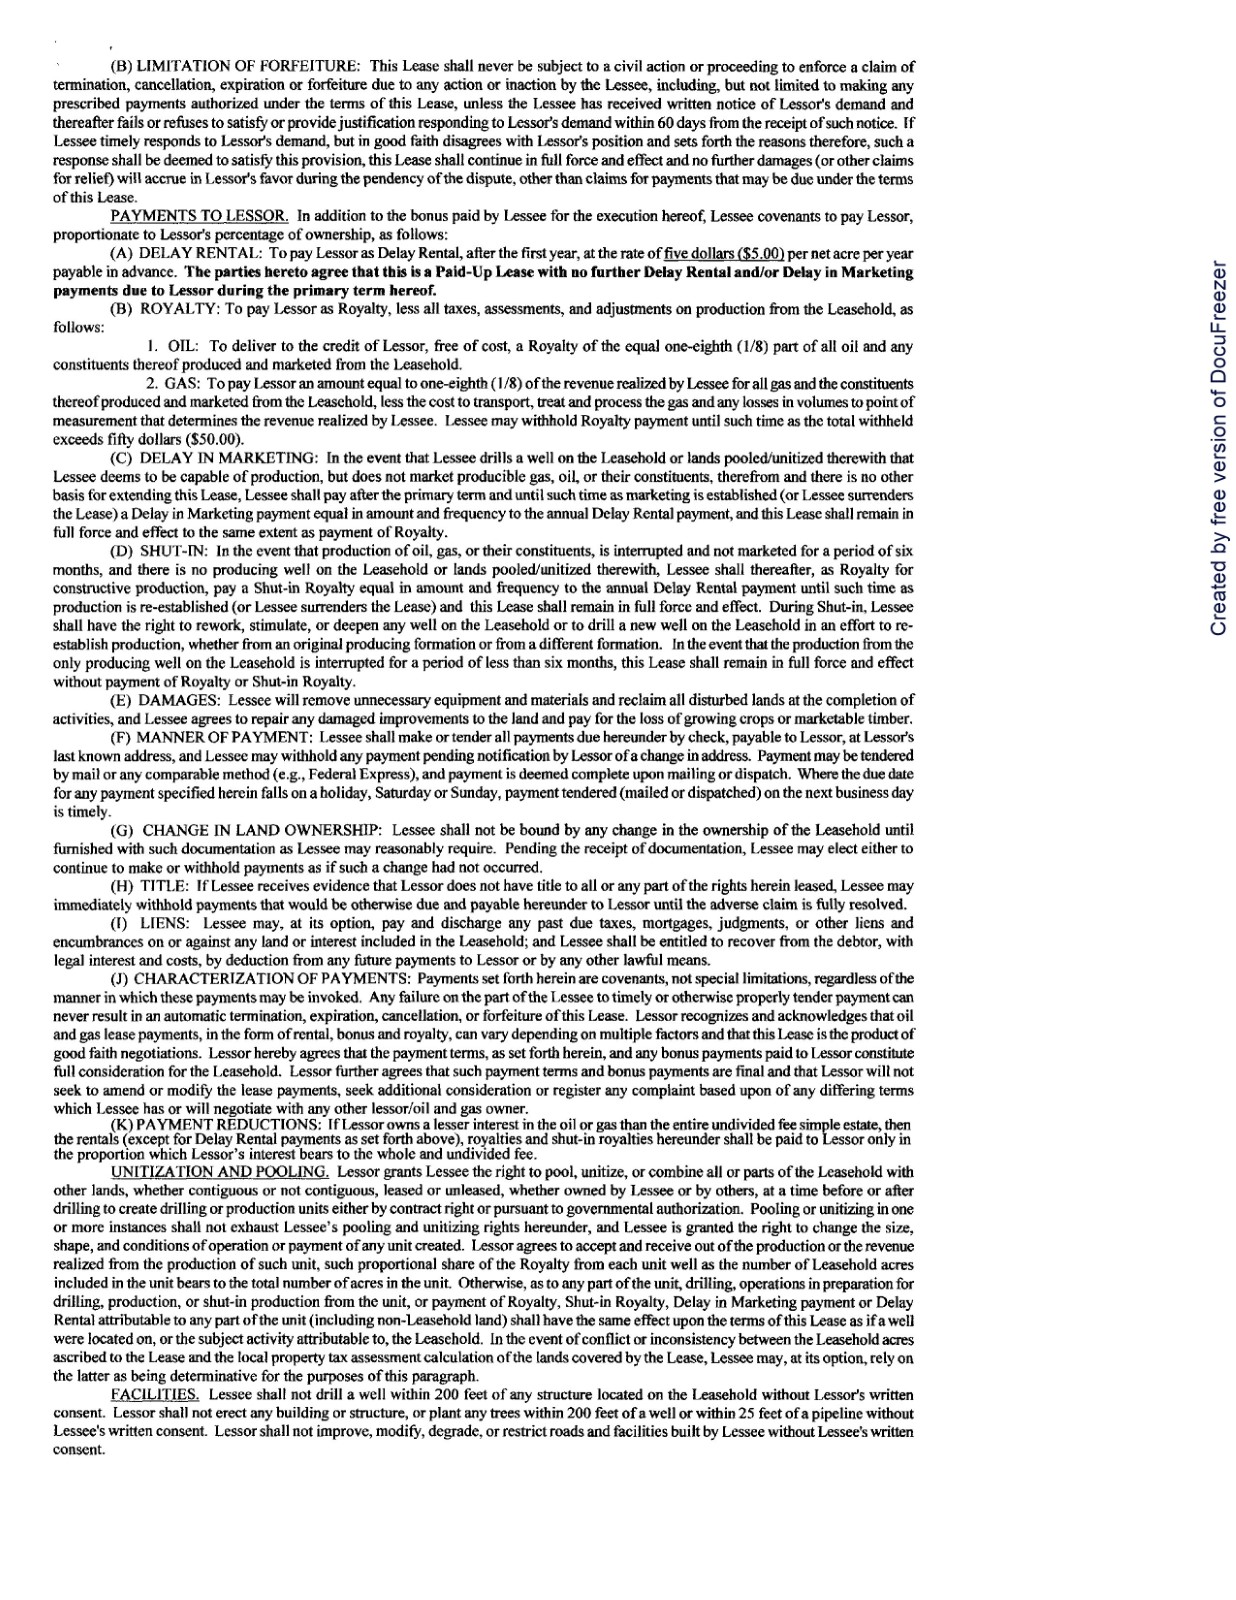 (B) LIMITATION OF FORFEITURE: This Lease shall never be subject to a civil action or proceeding to enforce a claim of
termination, cancellation, expiration or forfeiture due to any action or inaction by the Lessee, including, but not limited to making any
prescribed payments authorized under the terms of this Lease, unless the Lessee has received written notice of Lessor's demand and
thereafter fails or refuses to satisfy or provide justification responding to Lessor's demand within 60 days from the receipt of such notice. If
Lessee timely responds to Lessor's demand, but in good faith disagrees with Lessor's position and sets forth the reasons therefore, such a
response shall be deemed to satisfy this provision, this Lease shall continue in full force and effect and no further damages (or other claims
for relief) will accrue in Lessor's favor during the pendency of the dispute, other than claims for payments that may be due under the terms
of this Lease.
PAYMENTS TO LESSOR. In addition to the bonus paid by Lessee for the execution hereof, Lessee covenants to pay Lessor,
proportionate to Lessor's percentage of ownership, as follows:
(A) DELAY RENTAL: To pay Lessor as Delay Rental, after the first year, at the rate of five dollars ($5.00) per net acre per year
payable in advance. The parties hereto agree that this is a Paid-Up Lease with no further Delay Rental and/or Delay in Marketing
payments due to Lessor during the primary term hereof.
(B) ROYALTY: To pay Lessor as Royalty, less all taxes, assessments, and adjustments on production from the Leasehold, as
follows:
1. OIL: To deliver to the credit of Lessor, free of cost, a Royalty of the equal one-eighth (1/8) part of all oil and any
constituents thereof produced and marketed from the Leasehold.
2. GAS: To pay Lessor an amount equal to one-eighth (1/8) of the revenue realized by Lessee for all gas and the constituents
thereof produced and marketed from the Leasehold, less the cost to transport, treat and process the gas and any losses in volumes to point of
measurement that determines the revenue realized by Lessee. Lessee may withhold Royalty payment until such time as the total withheld
exceeds fifty dollars ($50.00).
(C) DELAY IN MARKETING: In the event that Lessee drills a well on the Leasehold or lands pooled/unitized therewith that
Lessee deems to be capable of production, but does not market producible gas, oil, or their constituents, therefrom and there is no other
basis for extending this Lease, Lessee shall pay after the primary term and until such time as marketing is established (or Lessee surrenders
the Lease) a Delay in Marketing payment equal in amount and frequency to the annual Delay Rental payment, and this Lease shall remain in
full force and effect to the same extent as payment of Royalty.
(D) SHUT-IN: In the event that production of oil, gas, or their constituents, is interrupted and not marketed for a period of six
months, and there is no producing well on the Leasehold or lands pooled/unitized therewith, Lessee shall thereafter, as Royalty for
constructive production, pay a Shut-in Royalty equal in amount and frequency to the annual Delay Rental payment until such time as
production is re-established (or Lessee surrenders the Lease) and this Lease shall remain in full force and effect. During Shut-in, Lessee
shall have the right to rework, stimulate, or deepen any well on the Leasehold or to drill a new well on the Leasehold in an effort to re-
establish production, whether from an original producing formation or from a different formation. In the event that the production from the
only producing well on the Leasehold is interrupted for a period of less than six months, this Lease shall remain in full force and effect
without payment of Royalty or Shut-in Royalty.
(E) DAMAGES: Lessee will remove unnecessary equipment and materials and reclaim all disturbed lands at the completion of
activities, and Lessee agrees to repair any damaged improvements to the land and pay for the loss of growing crops or marketable timber.
(F) MANNER OF PAYMENT: Lessee shall make or tender all payments due hereunder by check, payable to Lessor, at Lessor's
last known address, and Lessee may withhold any payment pending notification by Lessor of a change in address. Payment may be tendered
by mail or any comparable method (e.g., Federal Express), and payment is deemed complete upon mailing or dispatch. Where the due date
for any payment specified herein falls on a holiday, Saturday or Sunday, payment tendered (mailed or dispatched) on the next business day
is timely.
(G) CHANGE IN LAND OWNERSHIP: Lessee shall not be bound by any change in the ownership of the Leasehold until
furnished with such documentation as Lessee may reasonably require. Pending the receipt of documentation, Lessee may elect either to
continue to make or withhold payments as if such a change had not occurred.
(H) TITLE: If Lessee receives evidence that Lessor does not have title to all or any part of the rights herein leased, Lessee may
immediately withhold payments that would be otherwise due and payable hereunder to Lessor until the adverse claim is fully resolved.
(I) LIENS: Lessee may, at its option, pay and discharge any past due taxes, mortgages, judgments, or other liens and
encumbrances on or against any land or interest included in the Leasehold; and Lessee shall be entitled to recover from the debtor, with
legal interest and costs, by deduction from any future payments to Lessor or by any other lawful means.
(J) CHARACTERIZATION OF PAYMENTS: Payments set forth herein are covenants, not special limitations, regardless of the
manner in which these payments may be invoked. Any failure on the part of the Lessee to timely or otherwise properly tender payment can
never result in an automatic termination, expiration, cancellation, or forfeiture of this Lease. Lessor recognizes and acknowledges that oil
and gas lease payments, in the form of rental, bonus and royalty, can vary depending on multiple factors and that this Lease is the product of
good faith negotiations. Lessor hereby agrees that the payment terms, as set forth herein, and any bonus payments paid to Lessor constitute
full consideration for the Leasehold. Lessor further agrees that such payment terms and bonus payments are final and that Lessor will not
seek to amend or modify the lease payments, seek additional consideration or register any complaint based upon of any differing terms
which Lessee has or will negotiate with any other lessor/oil and gas owner.
(K) PAYMENT REDUCTIONS: If Lessor owns a lesser interest in the oil or gas than the entire undivided fee simple estate, then
the rentals (except for Delay Rental payments as set forth above), royalties and shut-in royalties hereunder shall be paid to Lessor only in
the proportion which Lessor's interest bears to the whole and undivided fee.
UNITIZATION AND POOLING. Lessor grants Lessee the right to pool, unitize, or combine all or parts of the Leasehold with
other lands, whether contiguous or not contiguous, leased or unleased, whether owned by Lessee or by others, at a time before or after
drilling to create drilling or production units either by contract right or pursuant to governmental authorization. Pooling or unitizing in one
or more instances shall not exhaust Lessee's pooling and unitizing rights hereunder, and Lessee is granted the right to change the size,
shape, and conditions of operation or payment of any unit created. Lessor agrees to accept and receive out of the production or the revenue
realized from the production of such unit, such proportional share of the Royalty from each unit well as the number of Leasehold acres
included in the unit bears to the total number of acres in the unit. Otherwise, as to any part of the unit, drilling, operations in preparation for
drilling, production, or shut-in production from the unit, or payment of Royalty, Shut-in Royalty, Delay in Marketing payment or Delay
Rental attributable to any part of the unit (including non-Leasehold land) shall have the same effect upon the terms of this Lease as if a well
were located on, or the subject activity attributable to, the Leasehold. In the event of conflict or inconsistency between the Leasehold acres
ascribed to the Lease and the local property tax assessment calculation of the lands covered by the Lease, Lessee may, at its option, rely on
the latter as being determinative for the purposes of this paragraph.
FACILITIES. Lessee shall not drill a well within 200 feet of any structure located on the Leasehold without Lessor's written
consent. Lessor shall not erect any building or structure, or plant any trees within 200 feet of a well or within 25 feet of a pipeline without
Lessee's written consent. Lessor shall not improve, modify, degrade, or restrict roads and facilities built by Lessee without Lessee's written
consent.
Created by free version of DocuFreezer